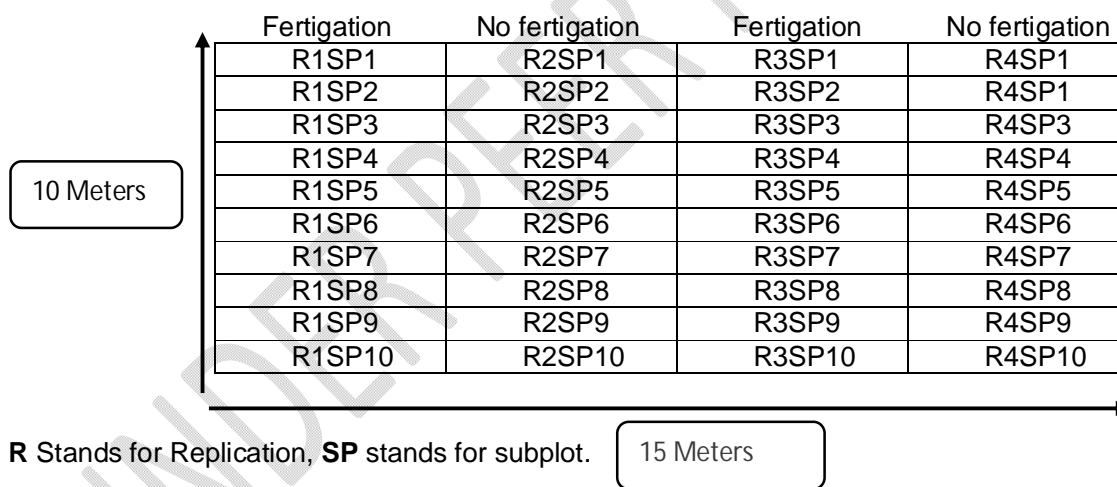 Fertigation No fertigation Fertigation No fertigation
R1SP1 R2SP1 R3SP1 R4SP1
R1SP2 R2SP2 R3SP2 R4SP1
R1SP3 R2SP3 R3SP3 R4SP3
R1SP4 R2SP4 R3SP4 R4SP4
10 Meters
R1SP5 R2SP5 R3SP5 R4SP5
R1SP6 R2SP6 R3SP6 R4SP6
R1SP7 R2SP7 R3SP7 R4SP7
R1SP8 R2SP8 R3SP8 R4SP8
R1SP9 R2SP9 R3SP9 R4SP9
R1SP10 R2SP10 R3SP10 R4SP10
R Stands for Replication, SP stands for subplot.
15 Meters